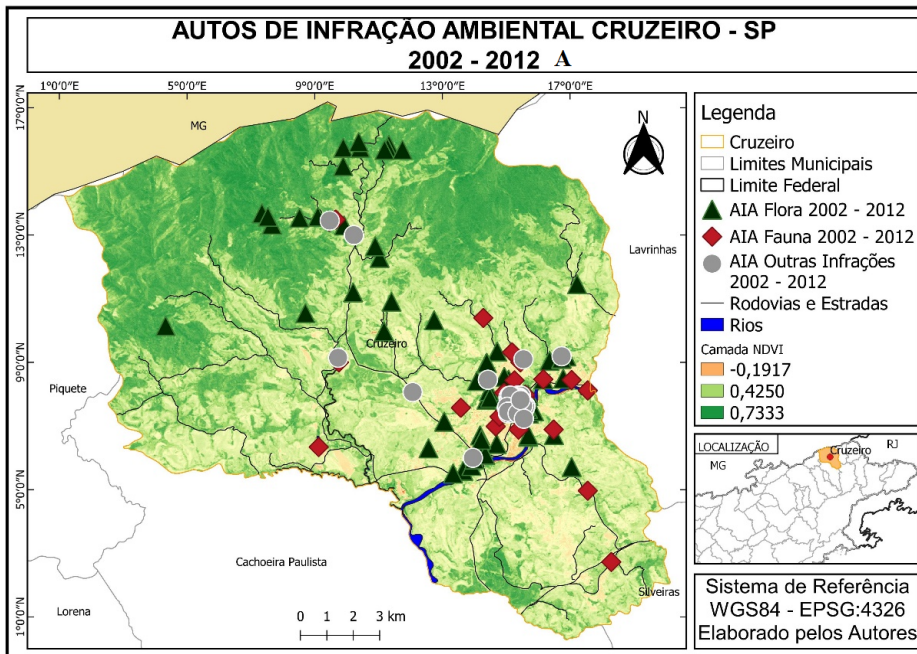 AUTOS DE INFRAÇÃO AMBIENTAL CRUZEIRO - SP
2002 - 2012 A
1°0'0"E 5°0'0"E 9°0'0"E 13°0'0"E 17°0'0"E
17°0'0"N
13°0'0"N
9°0'0"N
5°0'0"N
1°0'0"N
MG
N
Lavrinhas
Cruzeiro
Piquete
Cachoeira Paulista
Silveiras
Lorena
0 1 2 3 km
Legenda
Cruzeiro
Limites Municipais
Limite Federal
AIA Flora 2002 - 2012
AIA Fauna 2002 - 2012
AIA Outras Infrações
2002 - 2012
Rodovias e Estradas
Rios
Camada NDVI
-0,1917
0,4250
0,7333
LOCALIZAÇÃO
MG
Cruzeiro
RJ
Sistema de Referência
WGS84 - EPSG:4326
Elaborado pelos Autores